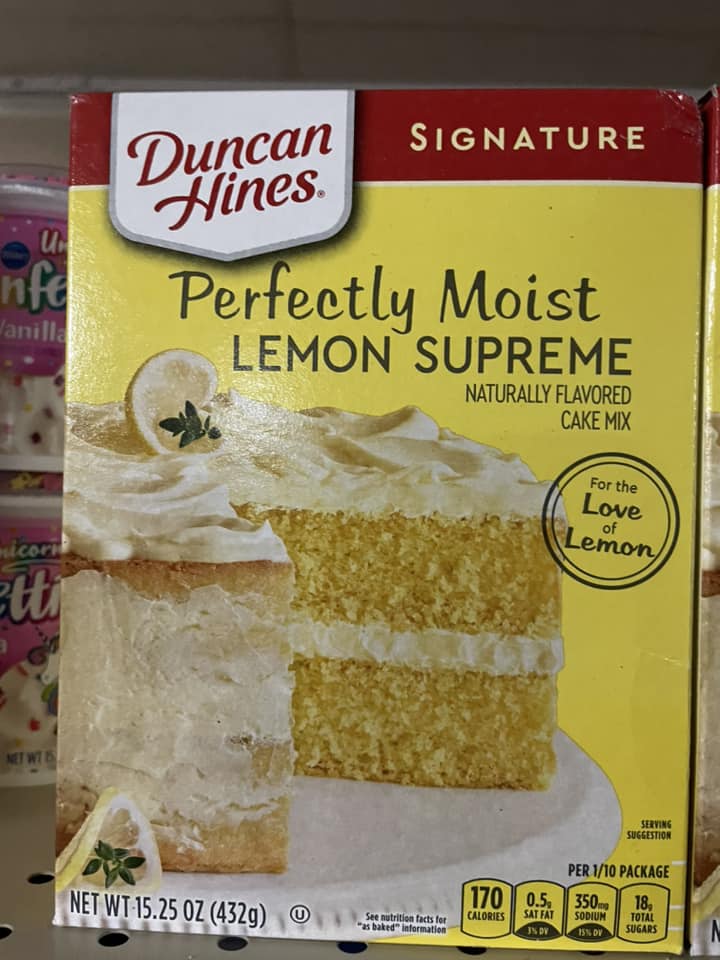 Duncan
Hines®
SIGNATURE
Perfectly Moist
LEMON SUPREME
NATURALLY FLAVORED
CAKE MIX
For the
Love
of
Lemon
SERVING
SUGGESTION
PER 1/10 PACKAGE
170
CALORIES
0.5g
SAT FAT
3% DV
350mg
SODIUM
15% DV
18g
TOTAL
SUGARS
NET WT 15.25 OZ (432g)
U
See nutrition facts for
"as baked" information
NET WT